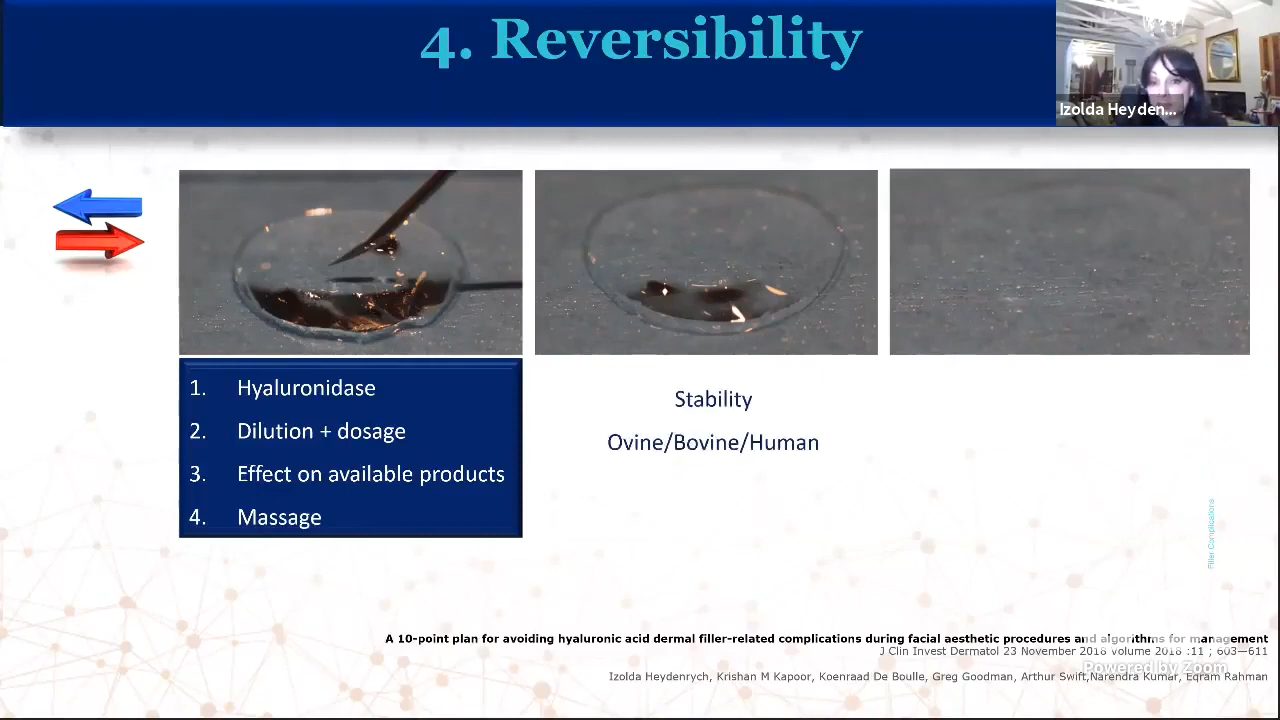 4. Reversibility
Izolda Heyden...
1. Hyaluronidase
2. Dilution + dosage
3. Effect on available products
4. Massage
Stability
Ovine/Bovine/Human
Filler Complications
A 10-point plan for avoiding hyaluronic acid dermal filler-related complications during facial aesthetic procedures and algorithms for management
J Clin Invest Dermatol 23 November 2018 Volume 2018 :11 ; 603—611
Powered by Zoom
Izolda Heydenrych, Krishan M Kapoor, Koenraad De Boulle, Greg Goodman, Arthur Swift,Narendra Kumar, Eqram Rahman